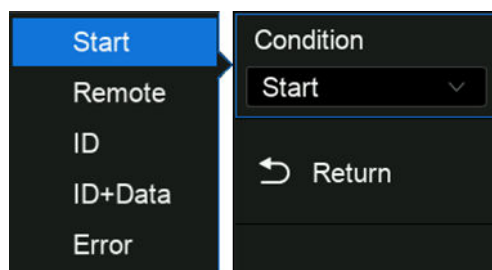 Start
Remote
ID
ID+Data
Error
Condition
Start
Return